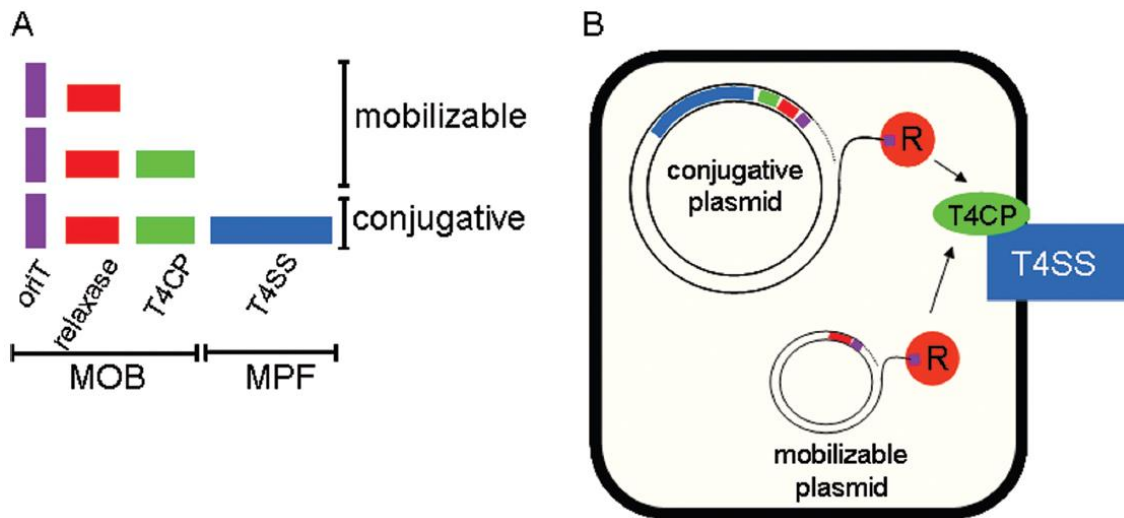 A
mobilizable
conjugative
oriT
relaxase
T4CP
T4SS
MOB
MPF
B
conjugative
plasmid
R
T4CP
T4SS
R
mobilizable
plasmid